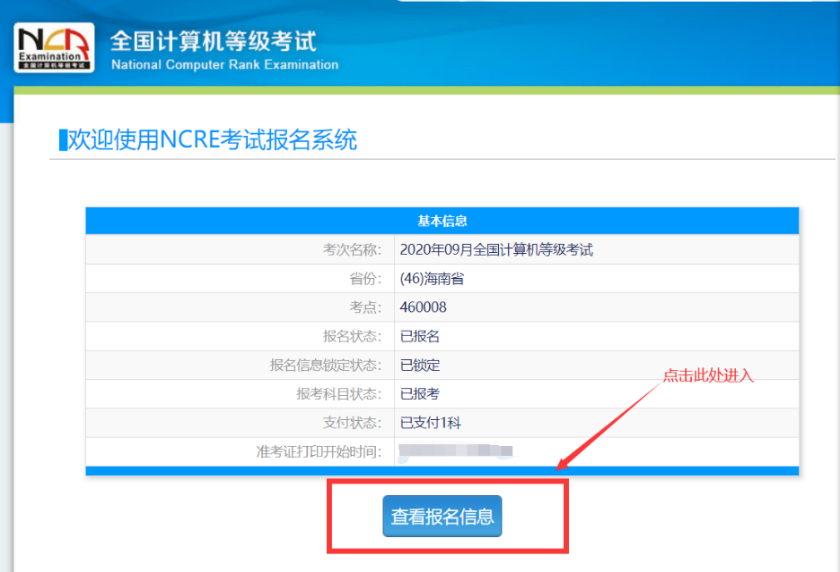 NCR
Examination
全国计算机等级考试
全国计算机等级考试
National Computer Rank Examination
欢迎使用NCRE考试报名系统
基本信息
考次名称： 2020年09月全国计算机等级考试
省份： (46)海南省
考点： 460008
报名状态： 已报名
报名信息锁定状态： 已锁定
报考科目状态： 已报考
支付状态： 已支付1科
准考证打印开始时间：
点击此处进入
查看报名信息